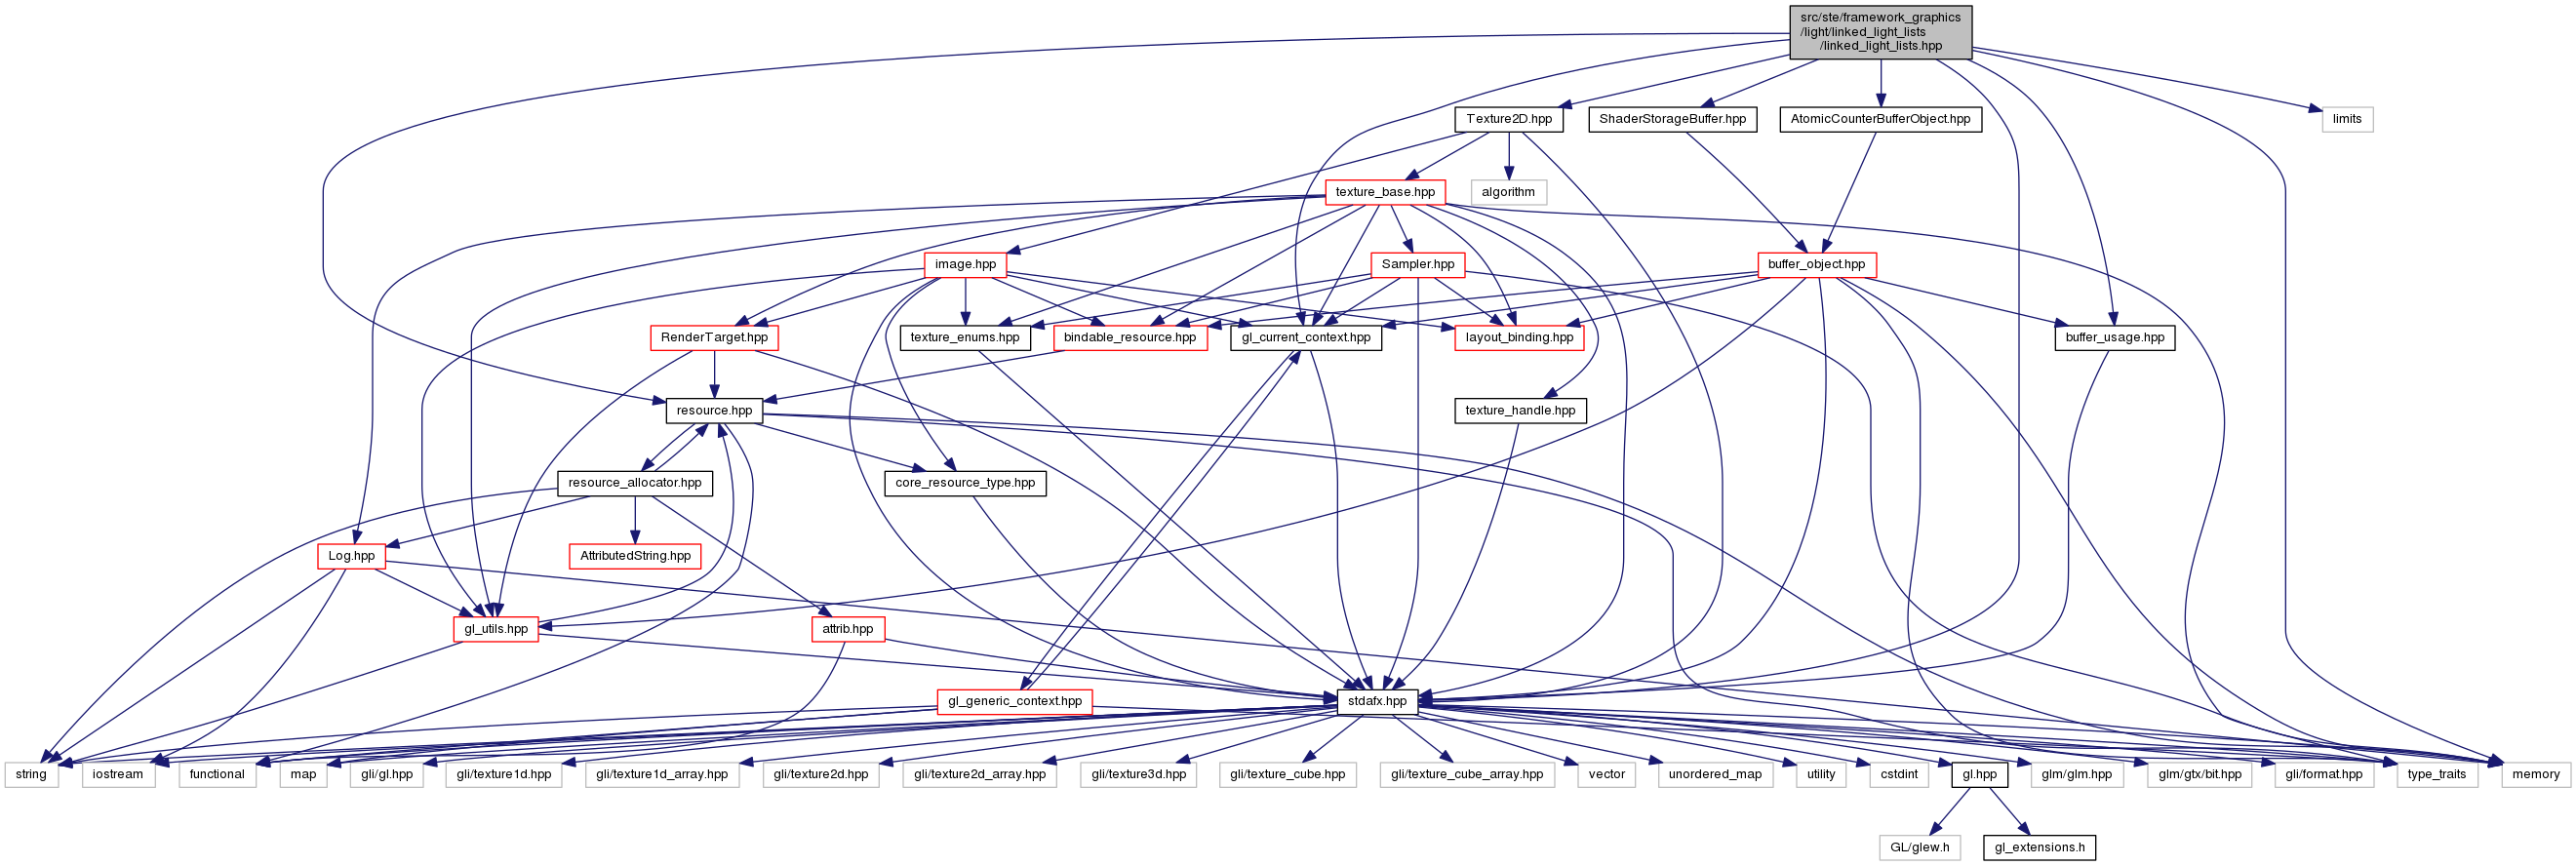 src/ste/framework_graphics
/light/linked_light_lists
/linked_light_lists.hpp
Texture2D.hpp
ShaderStorageBuffer.hpp
AtomicCounterBufferObject.hpp
limits
texture_base.hpp
algorithm
image.hpp
Sampler.hpp
buffer_object.hpp
RenderTarget.hpp
texture_enums.hpp
bindable_resource.hpp
gl_current_context.hpp
layout_binding.hpp
buffer_usage.hpp
resource.hpp
texture_handle.hpp
resource_allocator.hpp
core_resource_type.hpp
Log.hpp
AttributedString.hpp
gl_utils.hpp
attrib.hpp
gl_generic_context.hpp
stdafx.hpp
string
iostream
functional
map
gli/gl.hpp
gli/texture1d.hpp
gli/texture1d_array.hpp
gli/texture2d.hpp
gli/texture2d_array.hpp
gli/texture3d.hpp
gli/texture_cube.hpp
gli/texture_cube_array.hpp
vector
unordered_map
utility
cstdint
gl.hpp
glm/glm.hpp
glm/gtx/bit.hpp
gli/format.hpp
type_traits
memory
GL/glew.h
gl_extensions.h